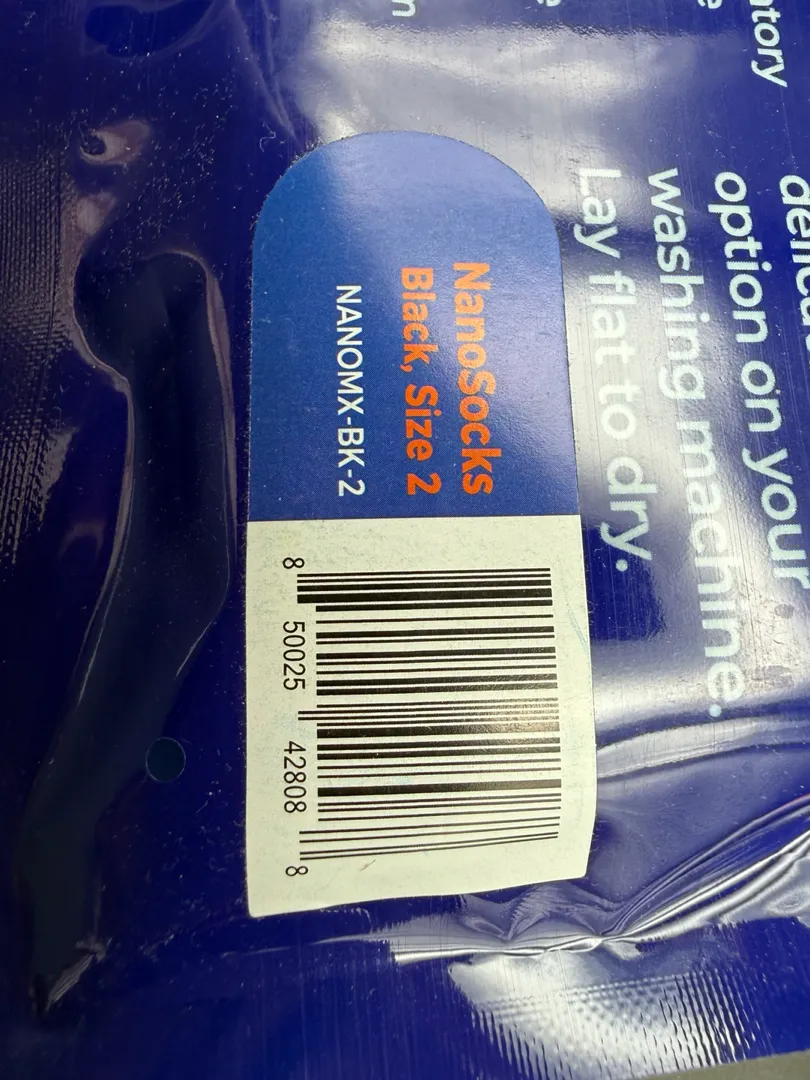 option on your
washing machine.
Lay flat to dry.
NanoSocks
Black, Size 2
NANOMX-BK-2
8 50025 42808 8